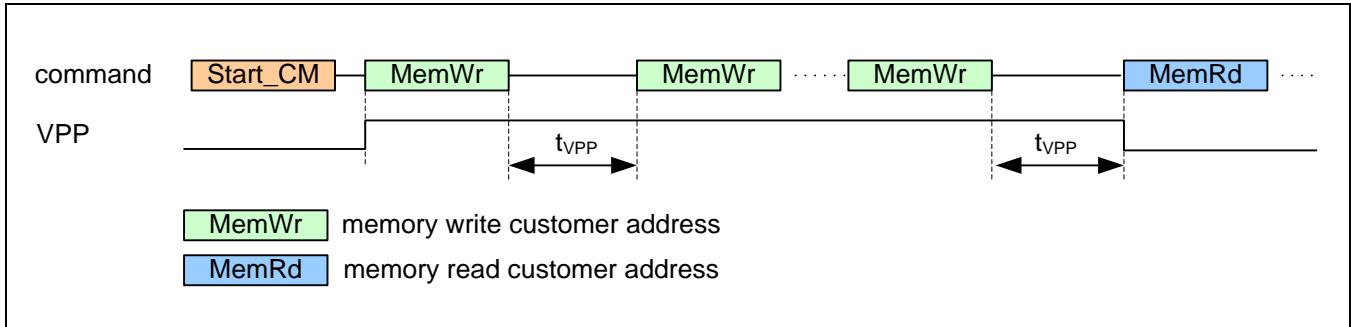 command Start_CM MemWr MemWr ...... MemWr MemRd ....
VPP
tVPP tVPP
MemWr memory write customer address
MemRd memory read customer address